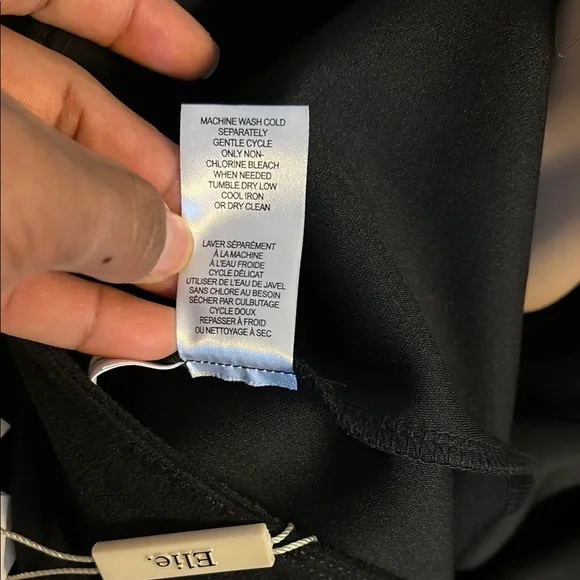 MACHINE WASH COLD
SEPARATELY
GENTLE CYCLE
ONLY NON-
CHLORINE BLEACH
WHEN NEEDED
TUMBLE DRY LOW
COOL IRON
OR DRY CLEAN
LAVER SÉPARÉMENT
À LA MACHINE
À L'EAU FROIDE
CYCLE DÉLICAT
UTILISER DE L'EAU DE JAVEL
SANS CHLORE AU BESOIN
SÉCHER PAR CULBUTAGE
CYCLE DOUX
REPASSER À FROID
OU NETTOYAGE À SEC
Elie.